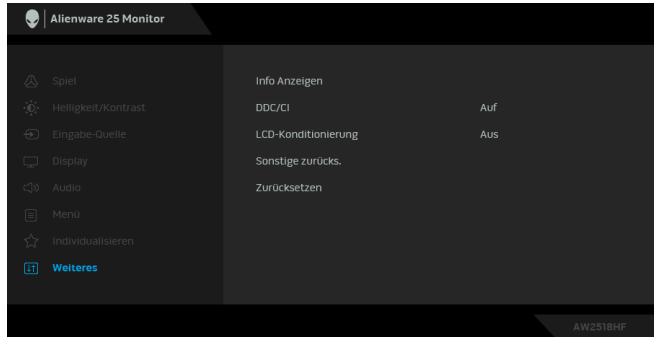 Alienware 25 Monitor
Spiel
Info Anzeigen
Helligkeit/Kontrast
DDC/CI Auf
Eingabe-Quelle
LCD-Konditionierung Aus
Display
Sonstige zurücks.
Audio
Zurücksetzen
Menü
Individualisieren
Weiteres
AW2518HF